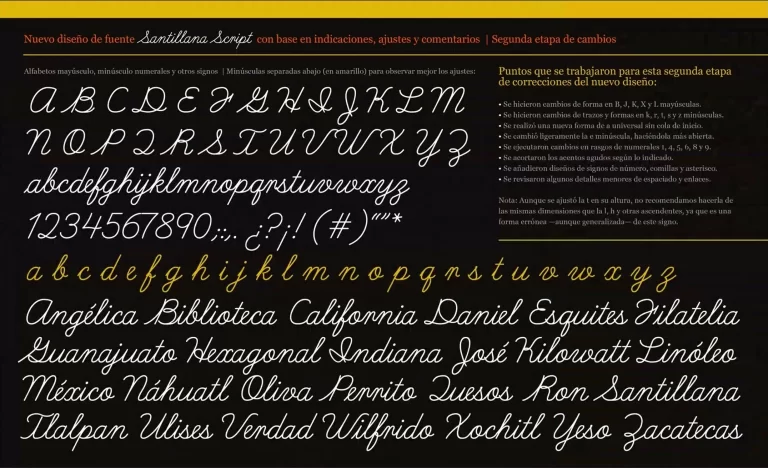 Nuevo diseño de fuente Santillana Script con base en indicaciones, ajustes y comentarios | Segunda etapa de cambios
Alfabetos mayúsculo, minúsculo numerales y otros signos | Minúsculas separadas abajo (en amarillo) para observar mejor los ajustes:
A B C D E F G H I J K L M
N O P Q R S T U V W X Y Z
abcdefghijklmnopqrstuvwxyz
1234567890,:;,. ¿?¡! (#)“”*
a b c d e f g h i j k l m n o p q r s t u v w x y z
Angélica Biblioteca California Daniel Esquites Filatelia
Guanajuato Hexagonal Indiana José Kilowatt Linóleo
México Náhuatl Oliva Perrito Quesos Ron Santillana
Tlalpan Ulises Verdad Wilfrido Xochitl Yeso Zacatecas
Puntos que se trabajaron para esta segunda etapa
de correcciones del nuevo diseño:
• Se hicieron cambios de forma en B, J, K, X y L mayúsculas.
• Se hicieron cambios de trazos y formas en k, r, t, s y z minúsculas.
• Se realizó una nueva forma de a universal sin cola de inicio.
• Se cambió ligeramente la e minúscula, haciéndola más abierta.
• Se ejecutaron cambios en rasgos de numerales 1, 4, 5, 6, 8 y 9.
• Se acortaron los acentos agudos según lo indicado.
• Se añadieron diseños de signos de número, comillas y asterisco.
• Se revisaron algunos detalles menores de espaciado y enlaces.
Nota: Aunque se ajustó la t en su altura, no recomendamos hacerla de
las mismas dimensiones que la l, h y otras ascendentes, ya que es una
forma errónea —aunque generalizada— de este signo.